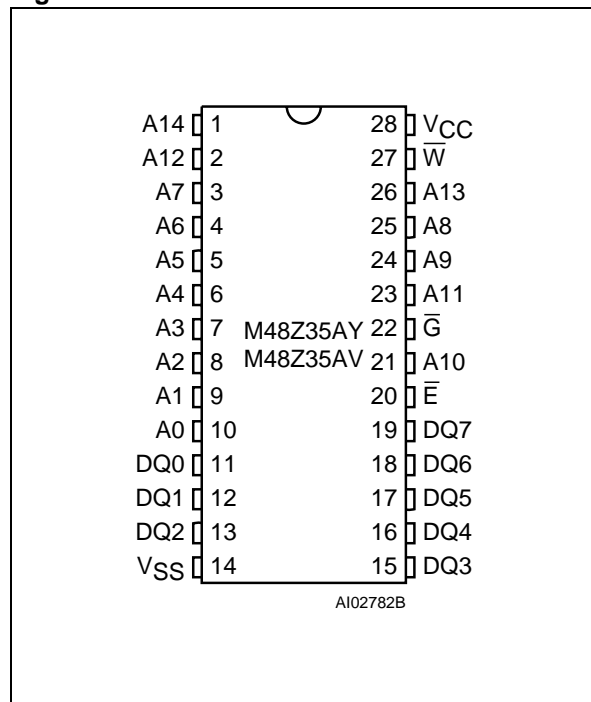 A14 1 28 VCC
A12 2 27 W̅
A7 3 26 A13
A6 4 25 A8
A5 5 24 A9
A4 6 23 A11
A3 7 M48Z35AY 22 G̅
A2 8 M48Z35AV 21 A10
A1 9 20 E̅
A0 10 19 DQ7
DQ0 11 18 DQ6
DQ1 12 17 DQ5
DQ2 13 16 DQ4
VSS 14 15 DQ3
AI02782B